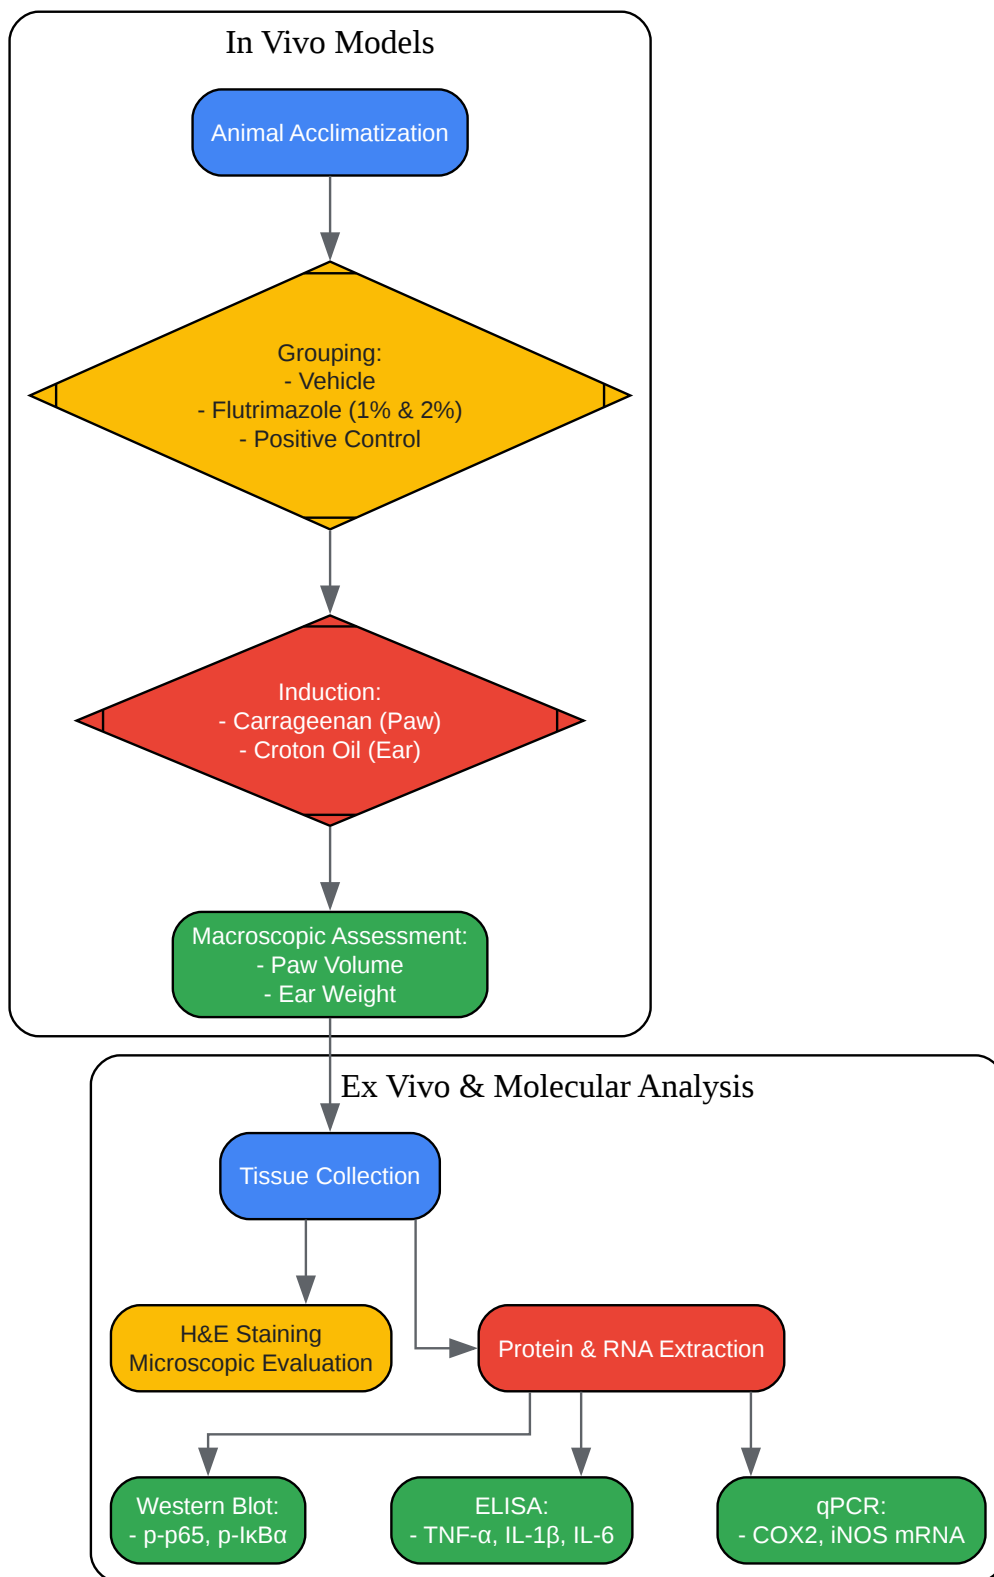 In Vivo Models
Animal Acclimatization
Grouping:
- Vehicle
- Flutrimazole (1% & 2%)
- Positive Control
Induction:
- Carrageenan (Paw)
- Croton Oil (Ear)
Macroscopic Assessment:
- Paw Volume
- Ear Weight
Ex Vivo & Molecular Analysis
Tissue Collection
H&E Staining
Microscopic Evaluation
Protein & RNA Extraction
Western Blot:
- p-p65, p-IκBα
ELISA:
- TNF-α, IL-1β, IL-6
qPCR:
- COX2, iNOS mRNA